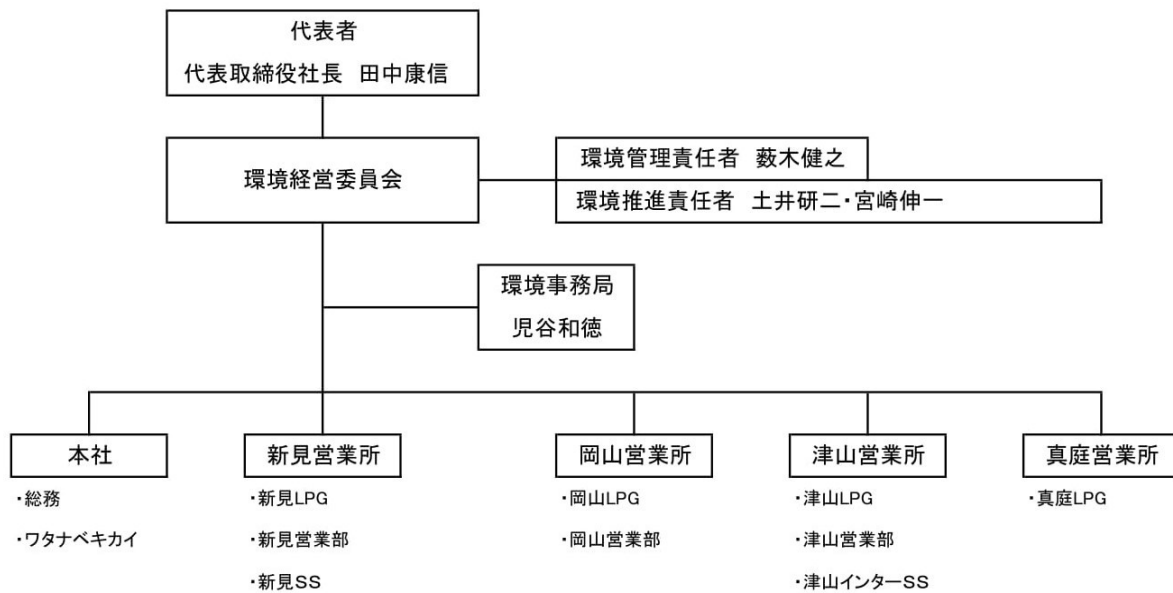 代表者
代表取締役社長　田中康信
環境経営委員会
環境管理責任者　薮木健之
環境推進責任者　土井研二・宮崎伸一
環境事務局
児谷和徳
本社
新見営業所
岡山営業所
津山営業所
真庭営業所
・総務
・新見LPG
・岡山LPG
・津山LPG
・真庭LPG
・ワタナベキカイ
・新見営業部
・岡山営業部
・津山営業部
・新見SS
・津山インターSS